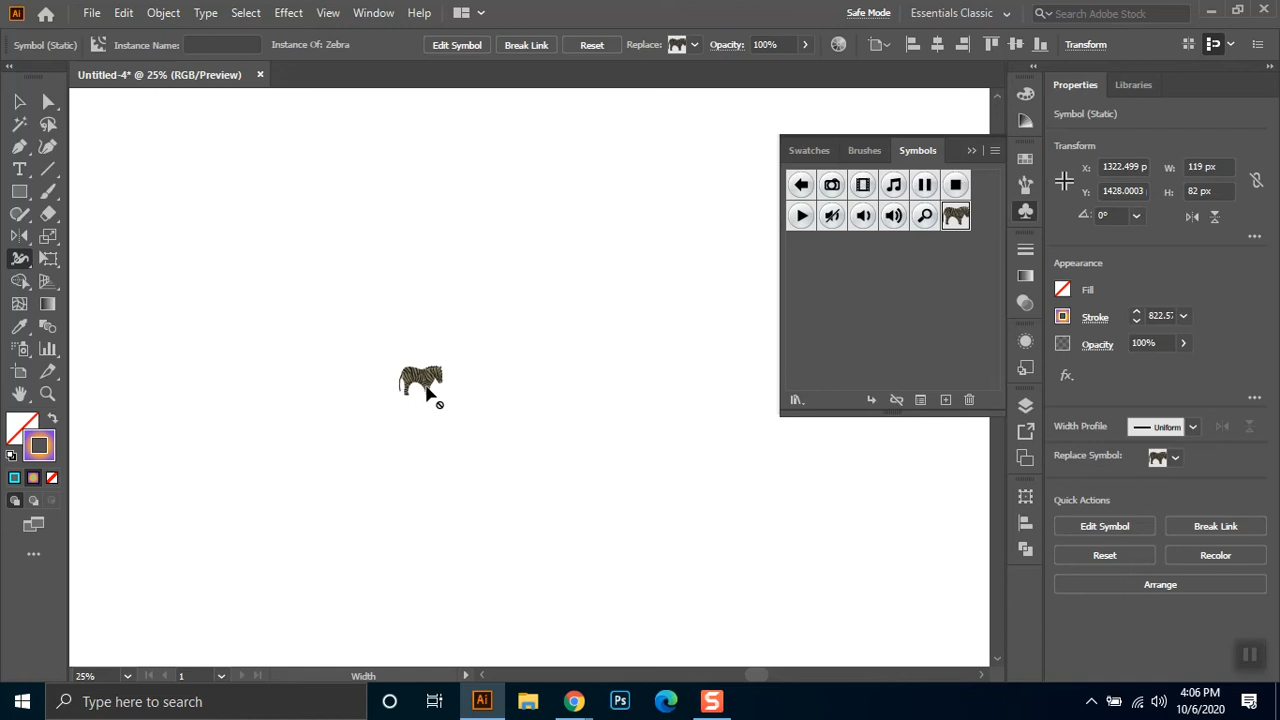 Ai File Edit Object Type Select Effect View Window Help Safe Mode Essentials Classic Search Adobe Stock
Symbol (Static) Instance Name: Instance Of: Zebra Edit Symbol Break Link Reset Replace: Opacity: 100% Transform
Untitled-4* @ 25% (RGB/Preview)
Swatches Brushes Symbols
Properties Libraries
Symbol (Static)
Transform
X: 1322.499 p W: 119 px
Y: 1428.0003 H: 82 px
0°
Appearance
Fill
Stroke 822.57
Opacity 100%
fx.
Width Profile Uniform
Replace Symbol:
Quick Actions
Edit Symbol Break Link
Reset Recolor
Arrange
25% 1 Width
Type here to search
Ai Ps S
4:06 PM
10/6/2020